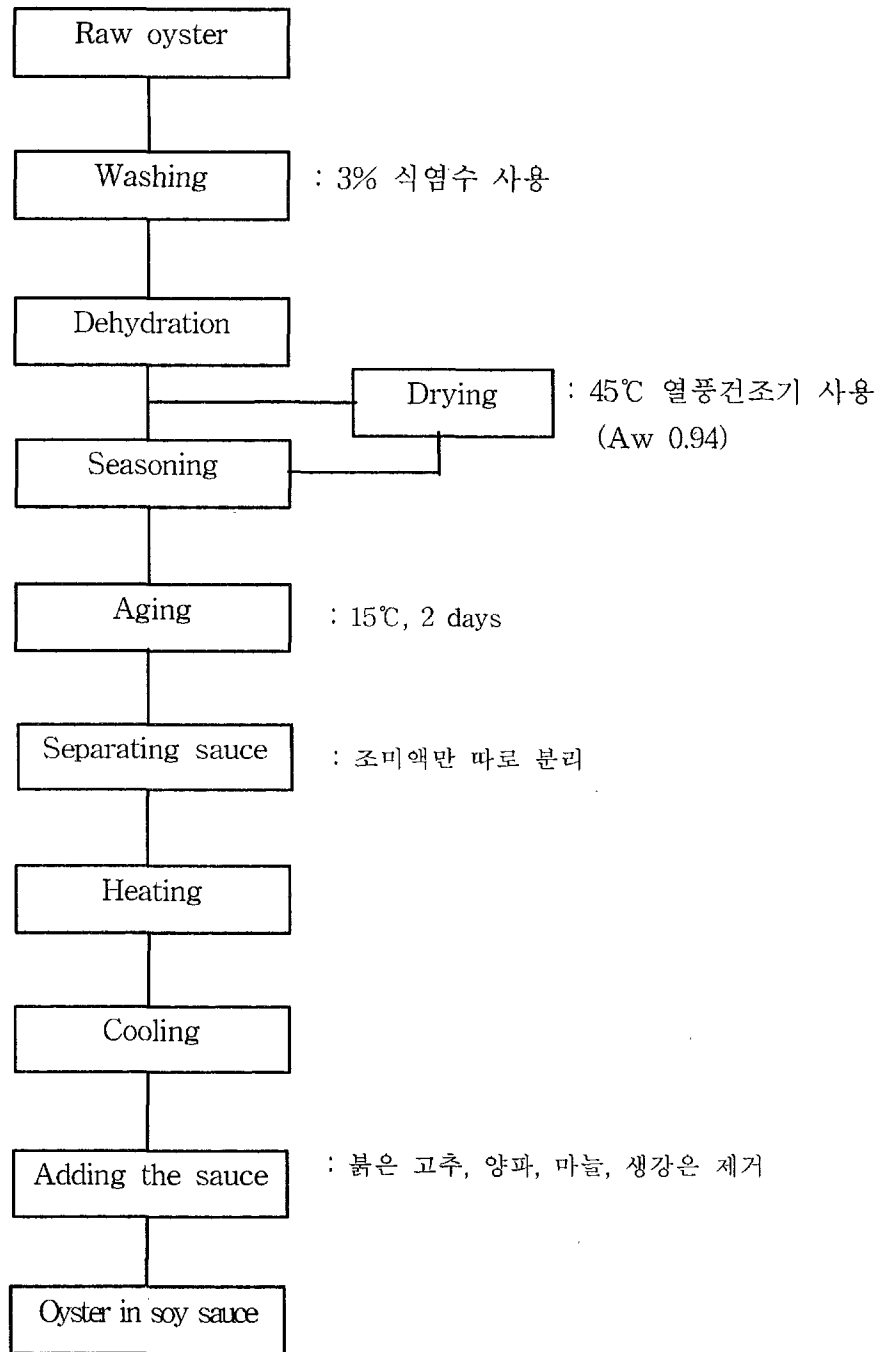 Raw oyster
Washing : 3% 식염수 사용
Dehydration
Drying : 45℃ 열풍건조기 사용
(Aw 0.94)
Seasoning
Aging : 15℃, 2 days
Separating sauce : 조미액만 따로 분리
Heating
Cooling
Adding the sauce : 붉은 고추, 양파, 마늘, 생강은 제거
Oyster in soy sauce